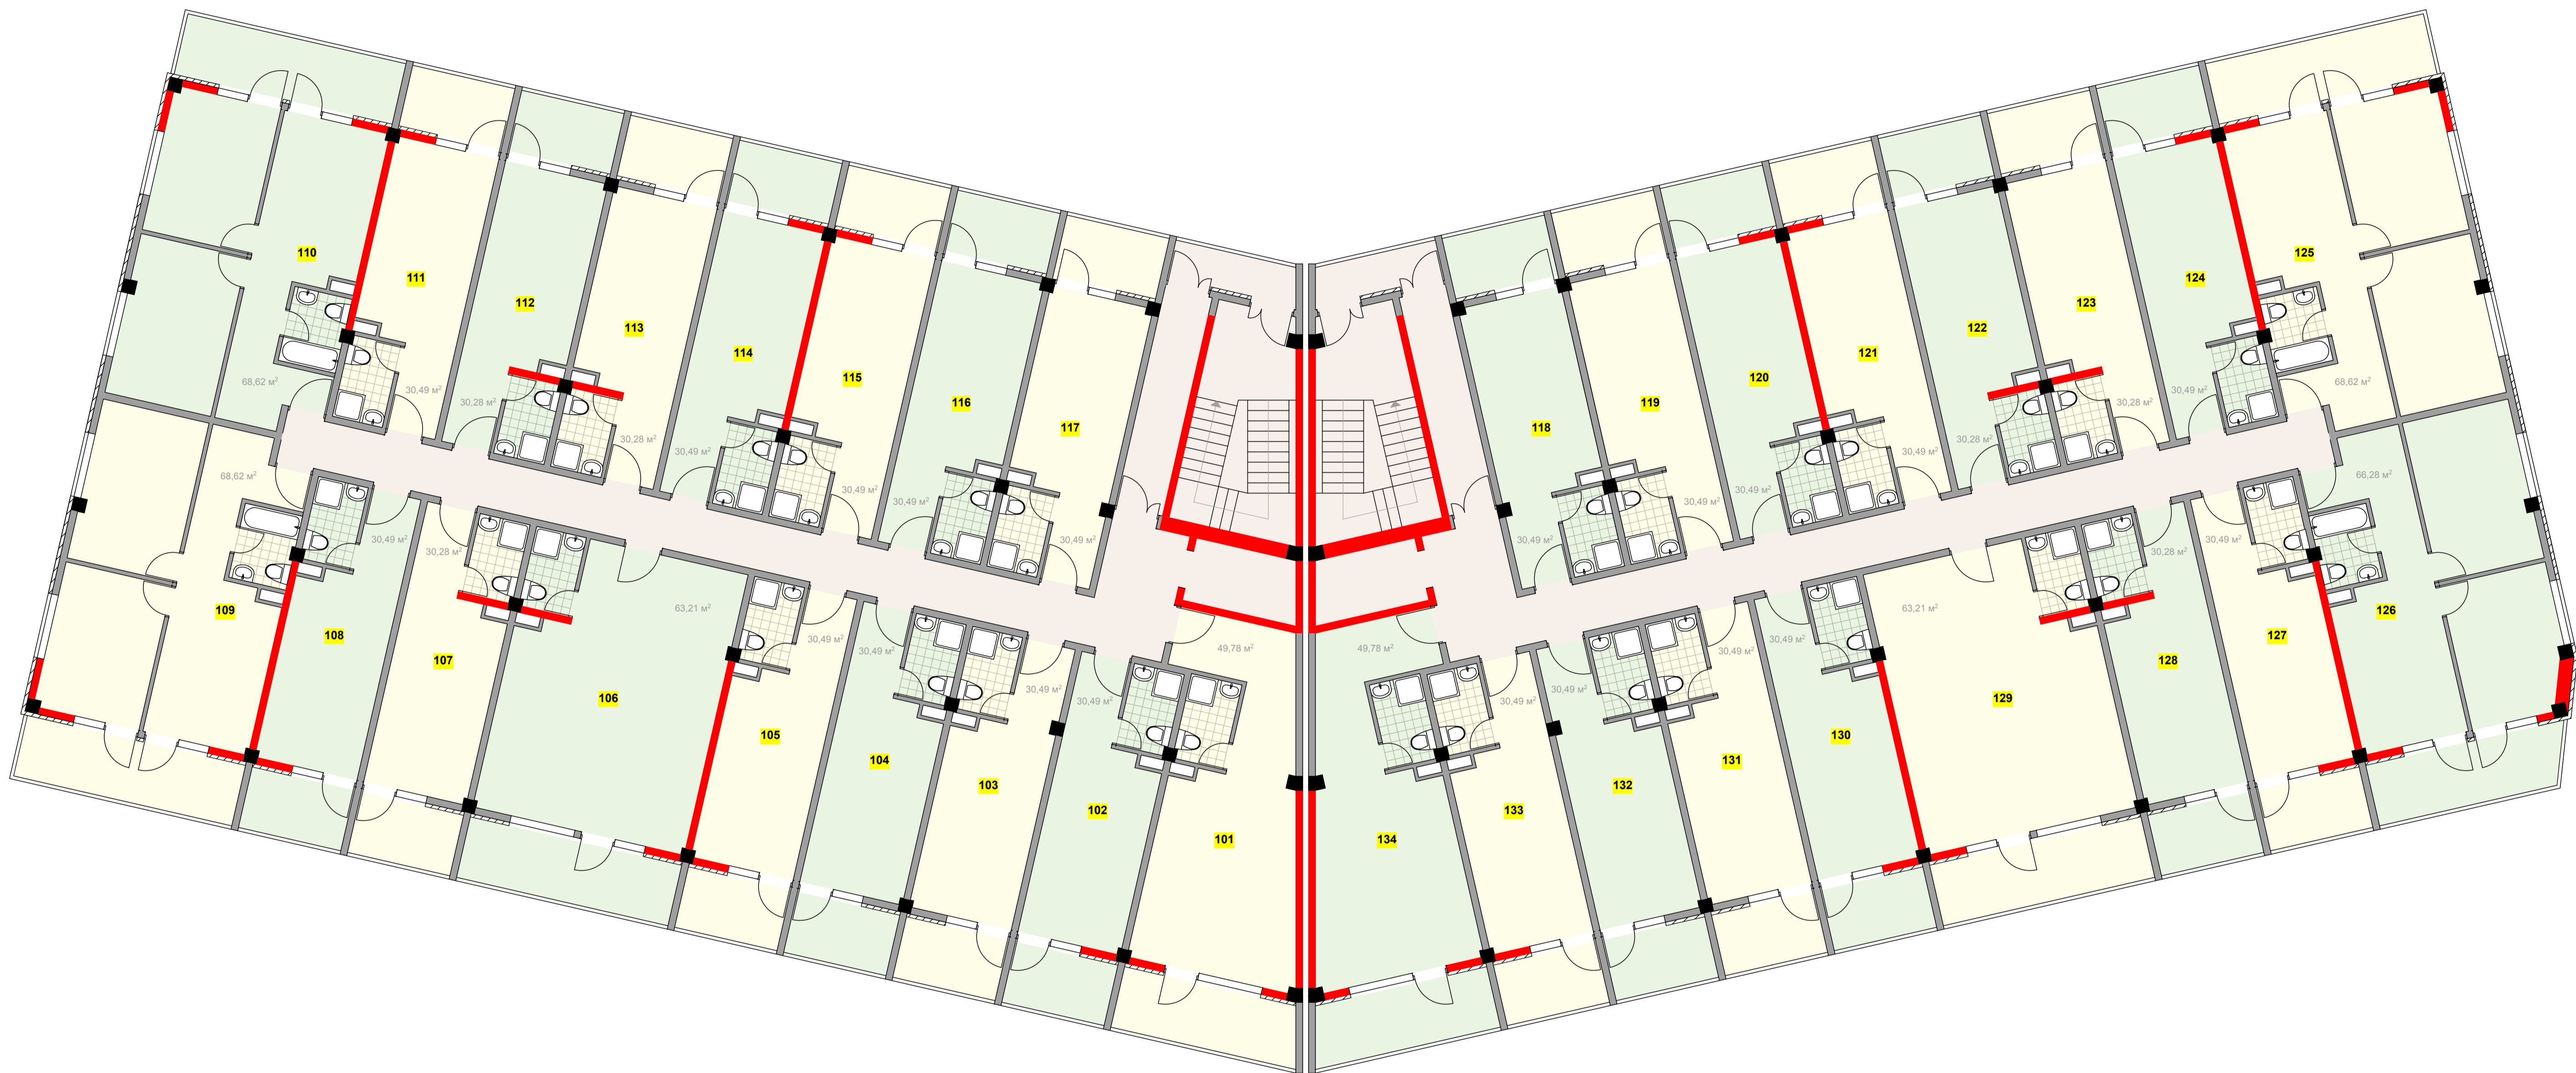 110
68,62 м²
111
30,49 м²
112
30,28 м²
113
30,28 м²
114
30,49 м²
115
30,49 м²
116
30,49 м²
117
30,49 м²
118
30,49 м²
119
30,49 м²
120
30,49 м²
121
30,49 м²
122
30,28 м²
123
30,28 м²
124
30,49 м²
125
68,62 м²
109
68,62 м²
108
30,49 м²
107
30,28 м²
106
63,21 м²
105
30,49 м²
104
30,49 м²
103
30,49 м²
102
30,49 м²
101
49,78 м²
134
49,78 м²
133
30,49 м²
132
30,49 м²
131
30,49 м²
130
30,49 м²
129
63,21 м²
128
30,28 м²
127
30,49 м²
126
66,28 м²